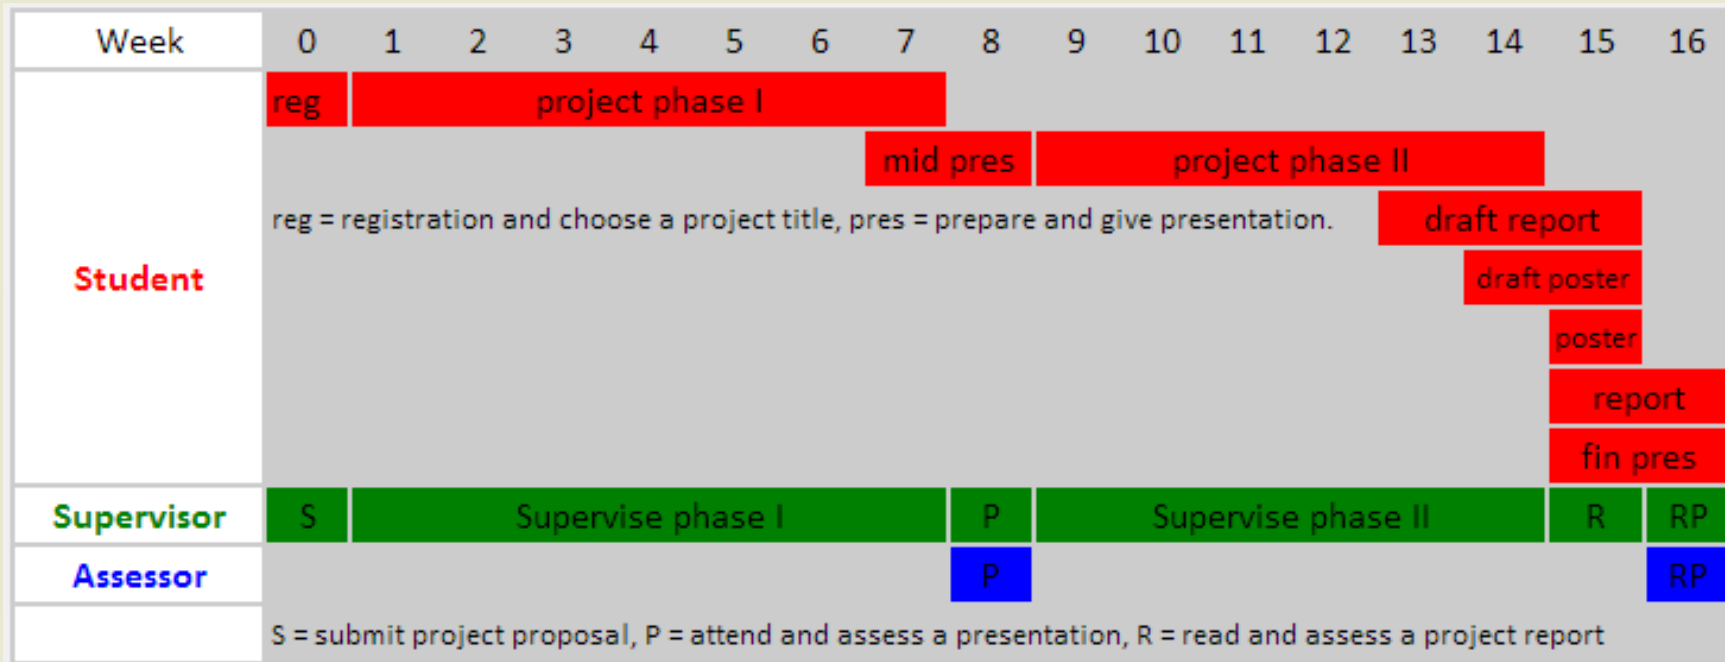 Week 0 1 2 3 4 5 6 7 8 9 10 11 12 13 14 15 16
reg project phase I
mid pres project phase II
reg = registration and choose a project title, pres = prepare and give presentation. draft report
Student draft poster
poster
report
fin pres
Supervisor S Supervise phase I P Supervise phase II R RP
Assessor P RP
S = submit project proposal, P = attend and assess a presentation, R = read and assess a project report